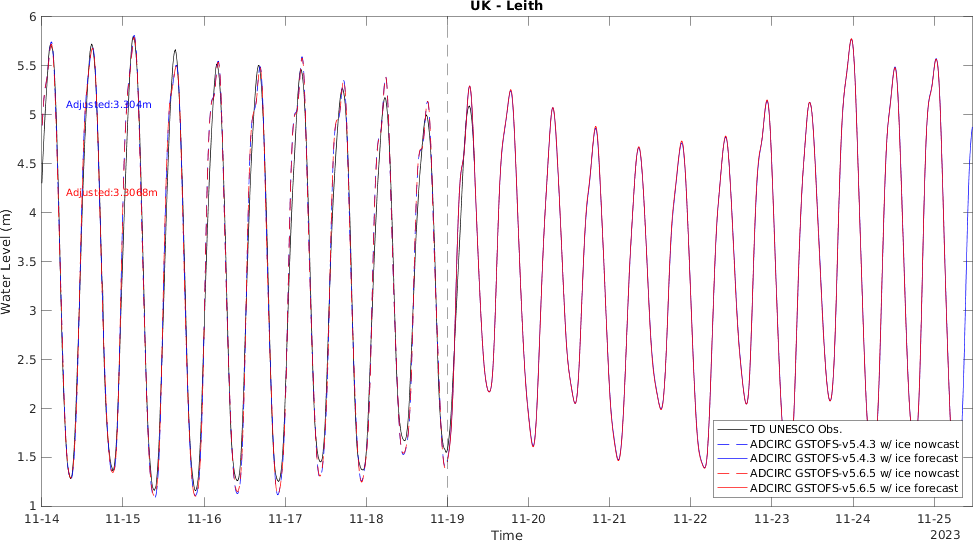 UK - Leith
6
5.5
5
4.5
4
3.5
3
2.5
2
1.5
1
Water Level (m)
Adjusted:3.304m
Adjusted:3.3068m
TD UNESCO Obs.
ADCIRC GSTOFS-v5.4.3 w/ ice nowcast
ADCIRC GSTOFS-v5.4.3 w/ ice forecast
ADCIRC GSTOFS-v5.6.5 w/ ice nowcast
ADCIRC GSTOFS-v5.6.5 w/ ice forecast
11-14 11-15 11-16 11-17 11-18 11-19 11-20 11-21 11-22 11-23 11-24 11-25
Time
2023